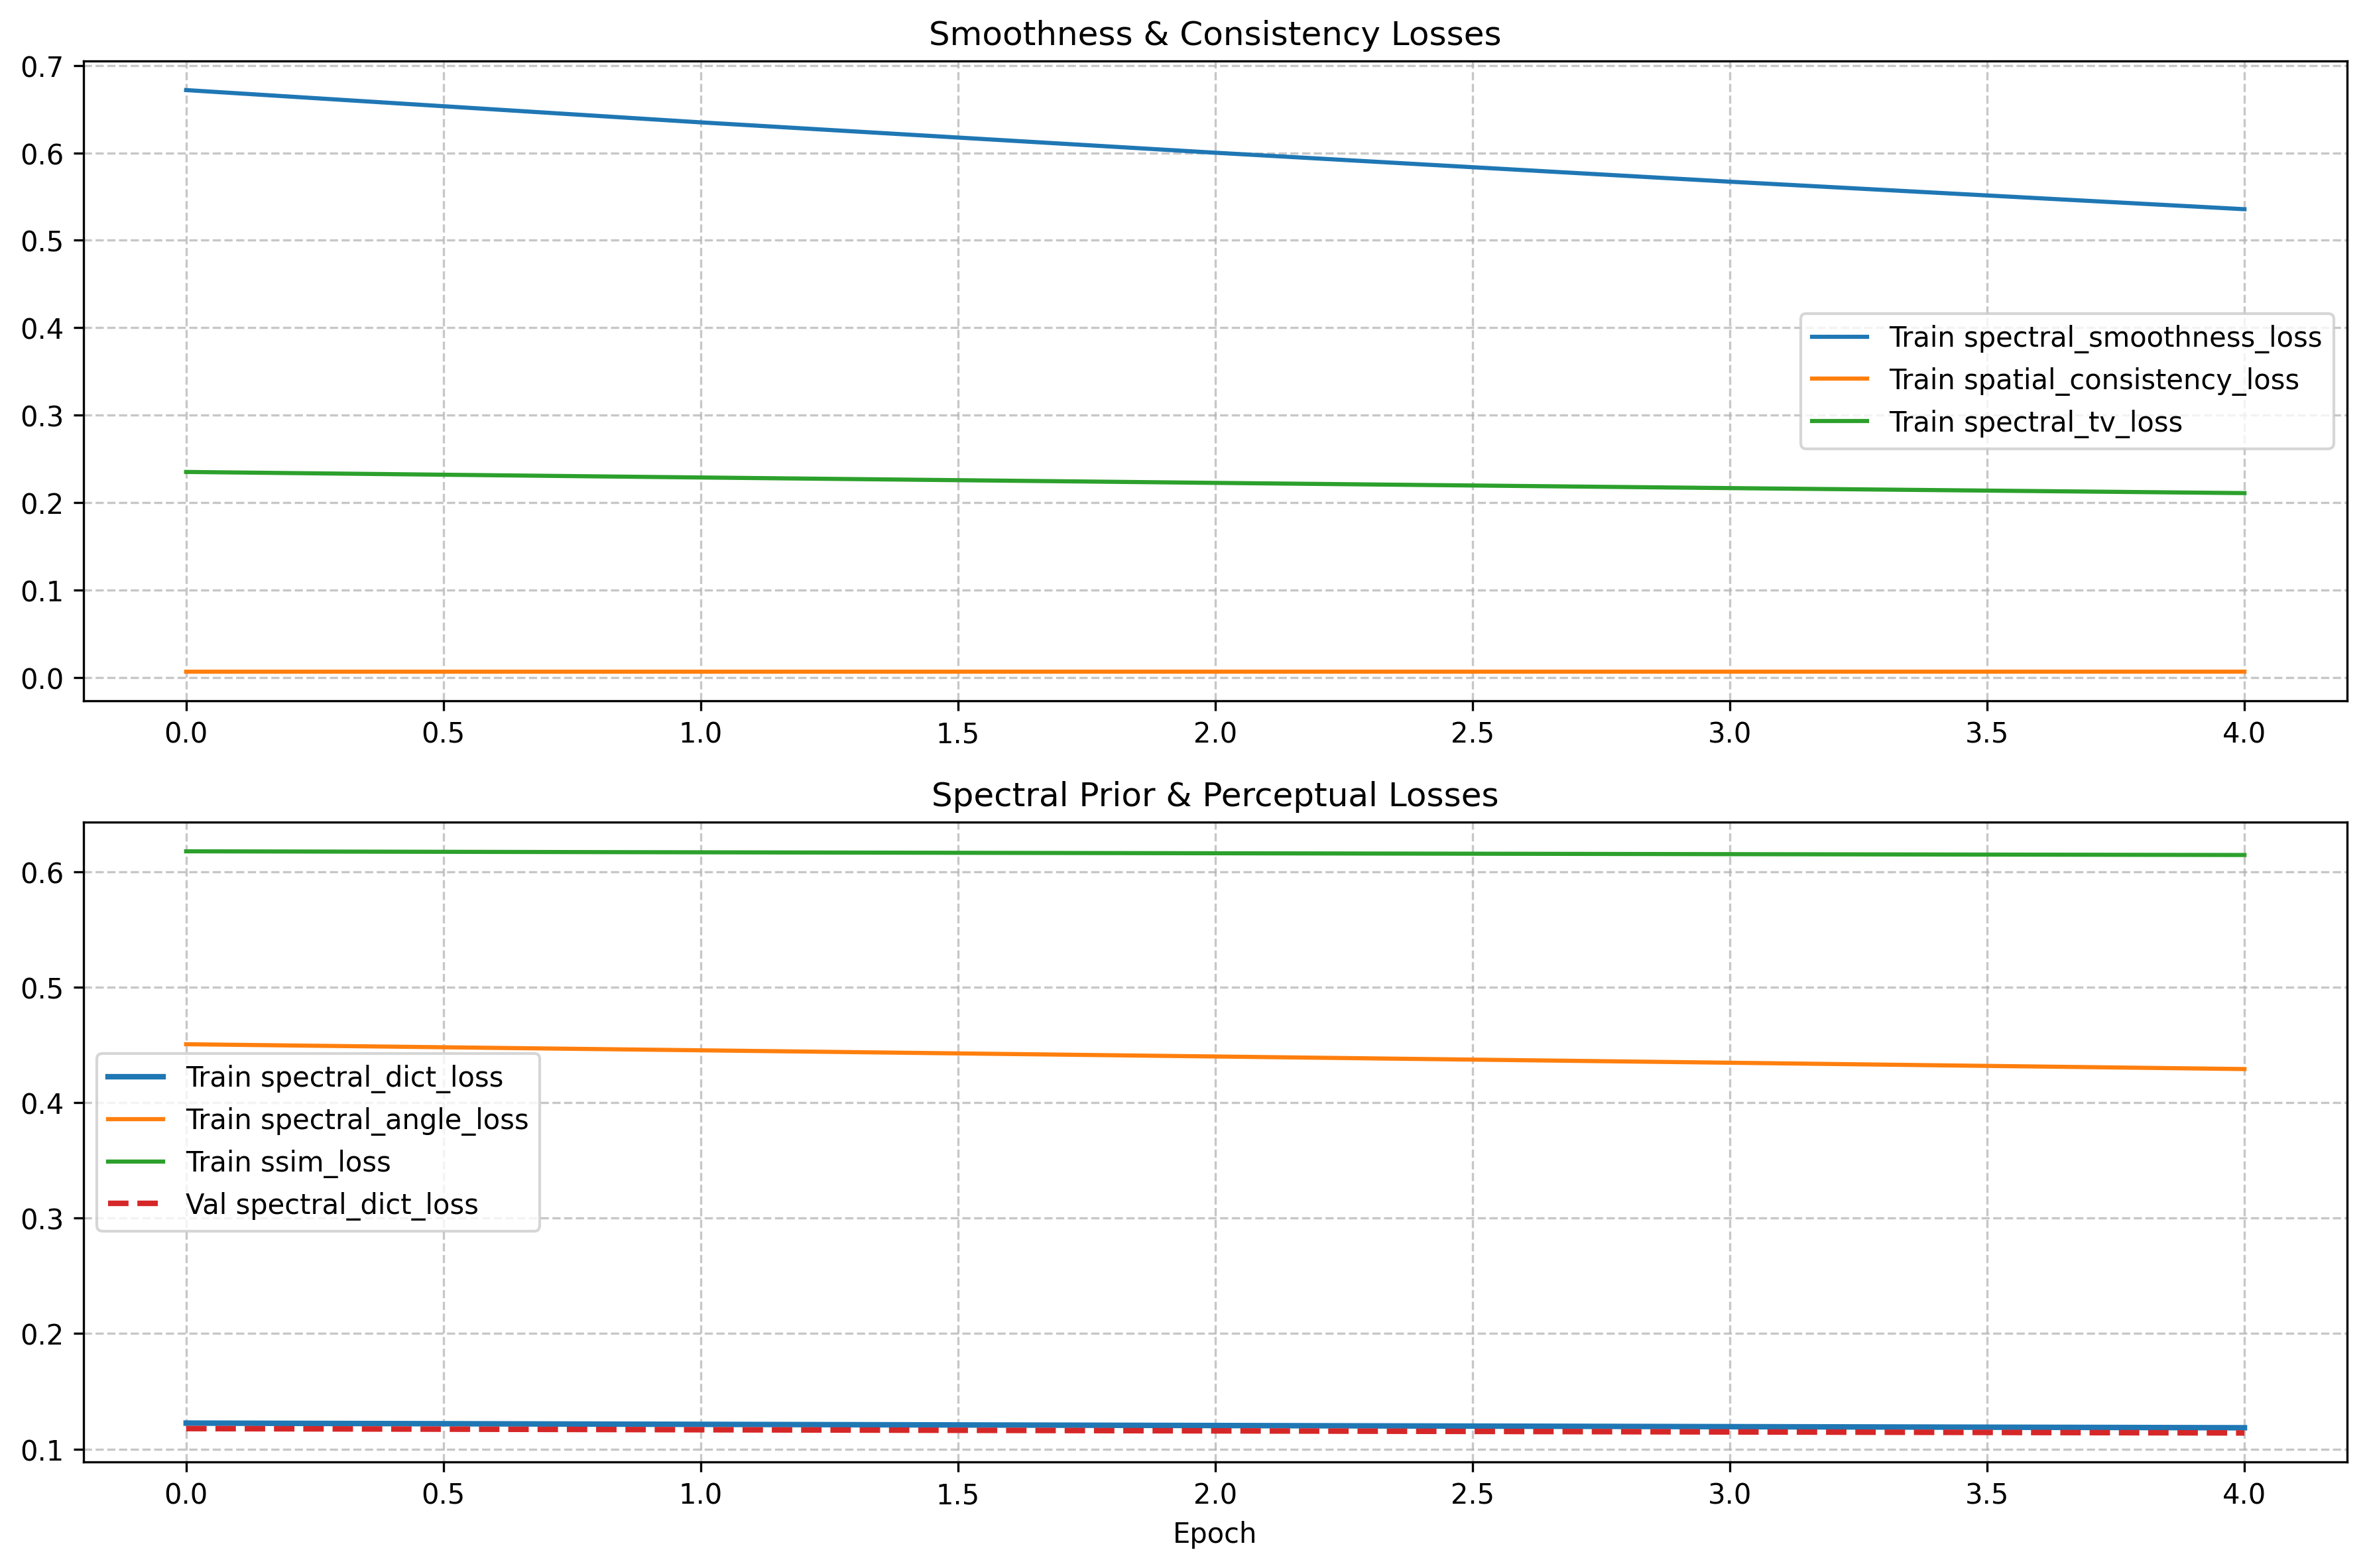 Smoothness & Consistency Losses
0.7
0.6
0.5
0.4
0.3
0.2
0.1
0.0
Train spectral_smoothness_loss
Train spatial_consistency_loss
Train spectral_tv_loss
0.0 0.5 1.0 1.5 2.0 2.5 3.0 3.5 4.0
Spectral Prior & Perceptual Losses
0.6
0.5
0.4
0.3
0.2
0.1
Train spectral_dict_loss
Train spectral_angle_loss
Train ssim_loss
Val spectral_dict_loss
0.0 0.5 1.0 1.5 2.0 2.5 3.0 3.5 4.0
Epoch